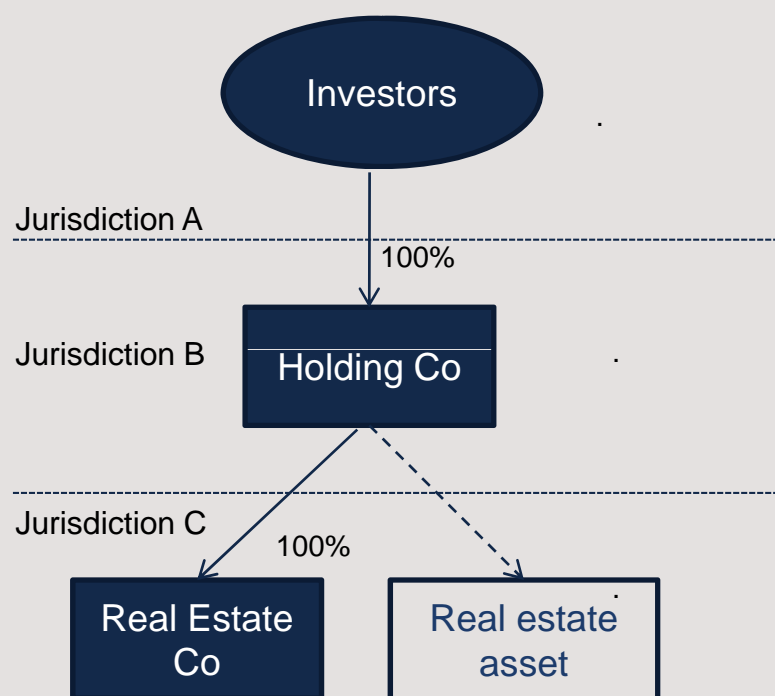 Investors
.
Jurisdiction A
100%
Jurisdiction B
Holding Co
.
Jurisdiction C
100%
.
Real Estate
Co
Real estate
asset